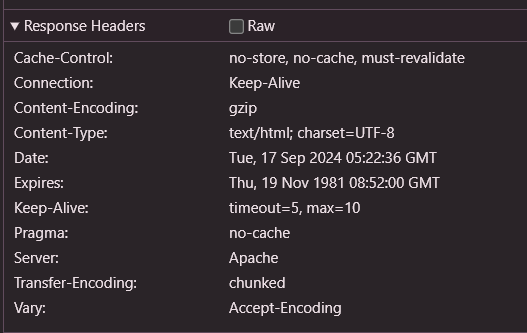 ▼ Response Headers Raw
Cache-Control: no-store, no-cache, must-revalidate
Connection: Keep-Alive
Content-Encoding: gzip
Content-Type: text/html; charset=UTF-8
Date: Tue, 17 Sep 2024 05:22:36 GMT
Expires: Thu, 19 Nov 1981 08:52:00 GMT
Keep-Alive: timeout=5, max=10
Pragma: no-cache
Server: Apache
Transfer-Encoding: chunked
Vary: Accept-Encoding